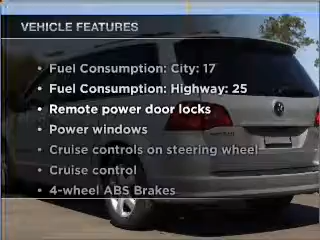 VEHICLE FEATURES
• Fuel Consumption: City: 17
• Fuel Consumption: Highway: 25
• Remote power door locks
• Power windows
• Cruise controls on steering wheel
• Cruise control
• 4-wheel ABS Brakes